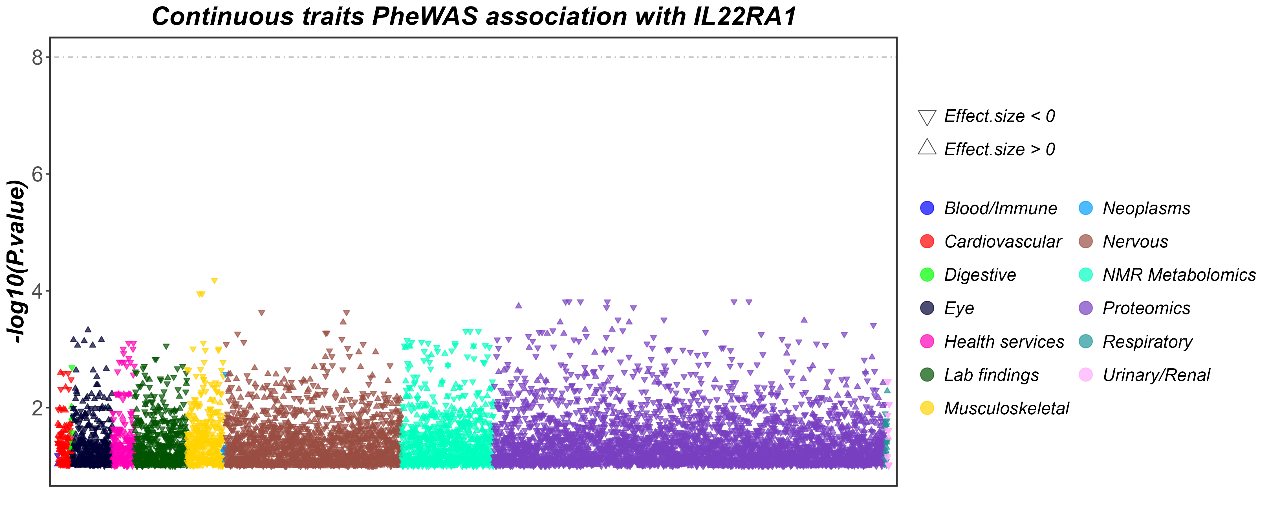 Continuous traits PheWAS association with IL22RA1
8
6
4
2
-log10(P.value)
Effect.size < 0
Effect.size > 0
Blood/Immune
Cardiovascular
Digestive
Eye
Health services
Lab findings
Musculoskeletal
Neoplasms
Nervous
NMR Metabolomics
Proteomics
Respiratory
Urinary/Renal